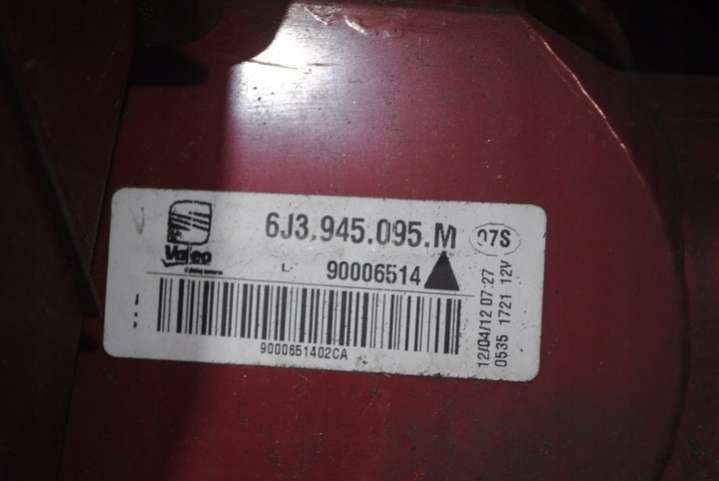 6J3.945.095.M 07S
Valeo
L 90006514
9000651402CA
12/04/12 07:27
0535 1721 12V